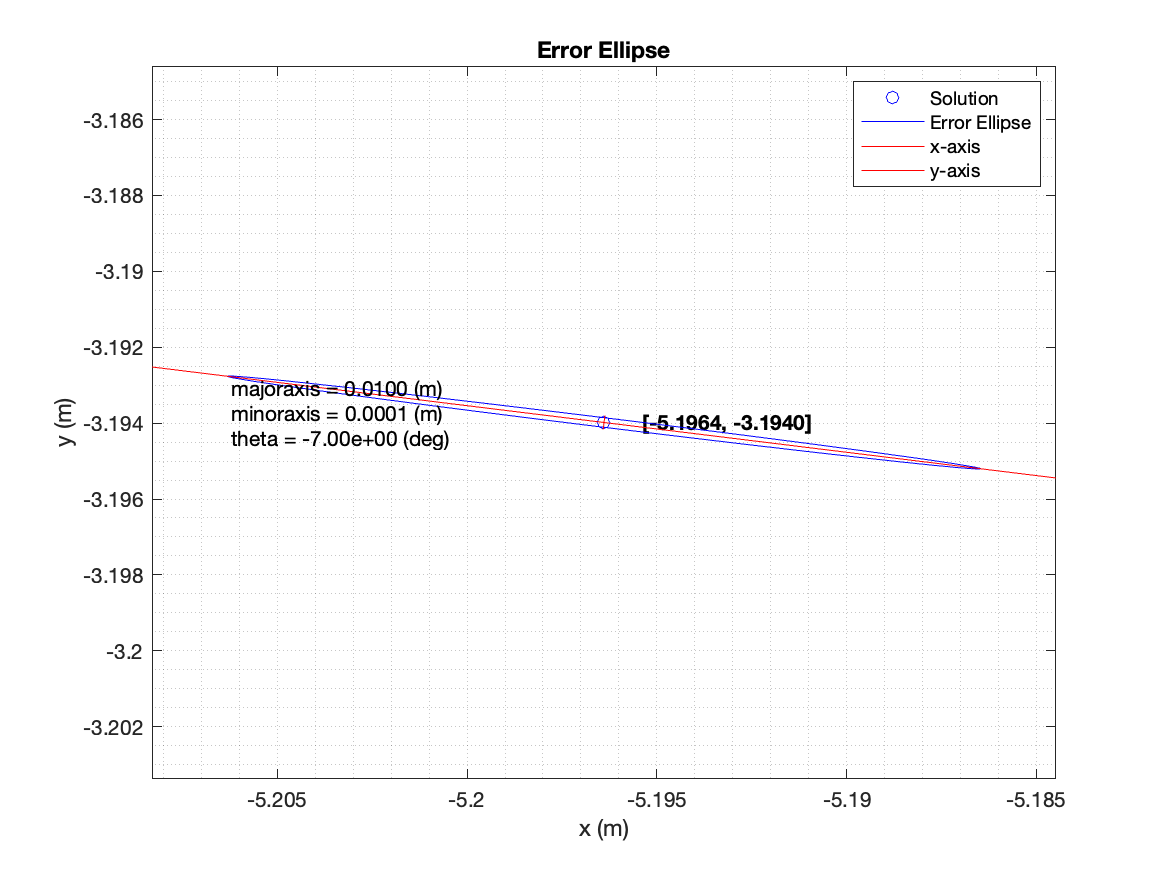 Error Ellipse
Solution
Error Ellipse
x-axis
y-axis
-3.186
-3.188
-3.19
-3.192
-3.194
-3.196
-3.198
-3.2
-3.202
y (m)
majoraxis = 0.0100 (m)
minoraxis = 0.0001 (m)
theta = -7.00e+00 (deg)
[-5.1964, -3.1940]
-5.205
-5.2
-5.195
-5.19
-5.185
x (m)